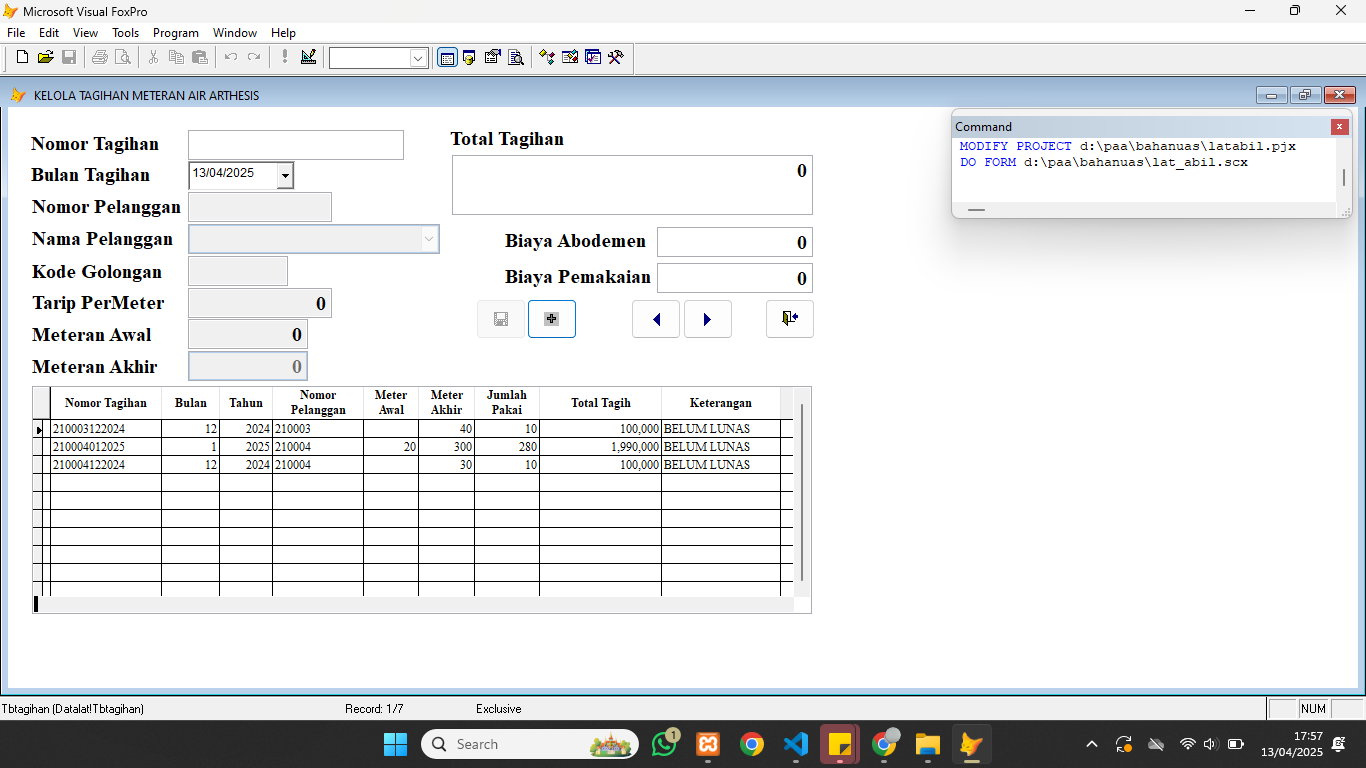 Microsoft Visual FoxPro
File Edit View Tools Program Window Help
KELOLA TAGIHAN METERAN AIR ARTHESIS
Command
MODIFY PROJECT d:\paa\bahanuas\latabil.pjx
DO FORM d:\paa\bahanuas\lat_abil.scx
Nomor Tagihan
Bulan Tagihan 13/04/2025
Nomor Pelanggan
Nama Pelanggan
Kode Golongan
Tarip PerMeter 0
Meteran Awal 0
Meteran Akhir 0
Total Tagihan
0
Biaya Abodemen 0
Biaya Pemakaian 0
Nomor Tagihan Bulan Tahun Nomor Pelanggan Meter Awal Meter Akhir Jumlah Pakai Total Tagih Keterangan
210003122024 12 2024 210003 40 10 100,000 BELUM LUNAS
210004012025 1 2025 210004 20 300 280 1,990,000 BELUM LUNAS
210004122024 12 2024 210004 30 10 100,000 BELUM LUNAS
Tbtagihan (Datalat!Tbtagihan) Record: 1/7 Exclusive NUM
Search
1
17:57
13/04/2025